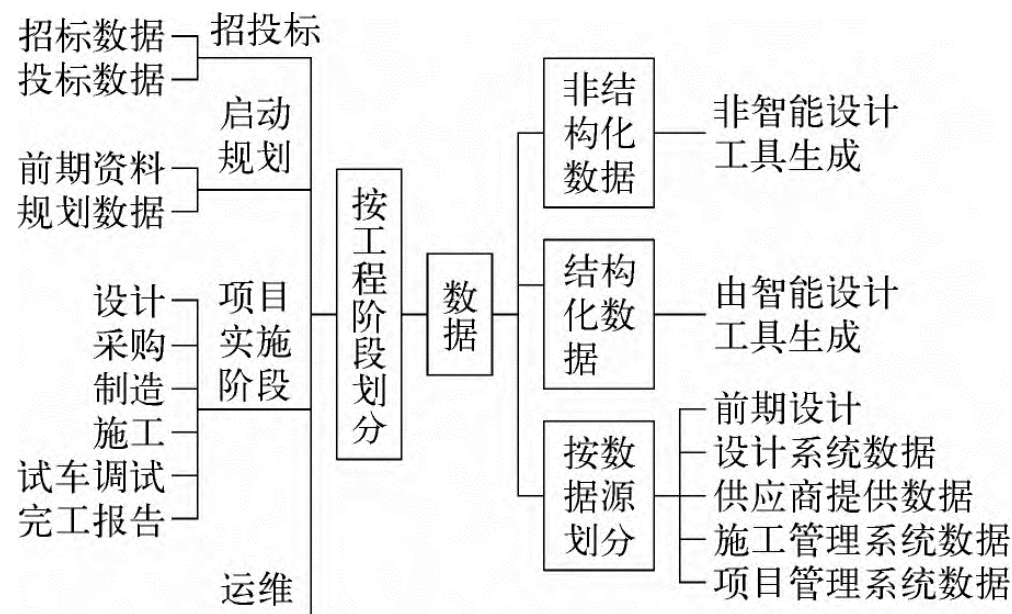 招标数据
投标数据
招投标
启动
规划
前期资料
规划数据
设计
采购
制造
施工
试车调试
完工报告
项目
实施
阶段
运维
按工程阶段划分
数据
非结
构化
数据
非智能设计
工具生成
结构
化数
据
由智能设计
工具生成
按数
据源
划分
前期设计
设计系统数据
供应商提供数据
施工管理系统数据
项目管理系统数据